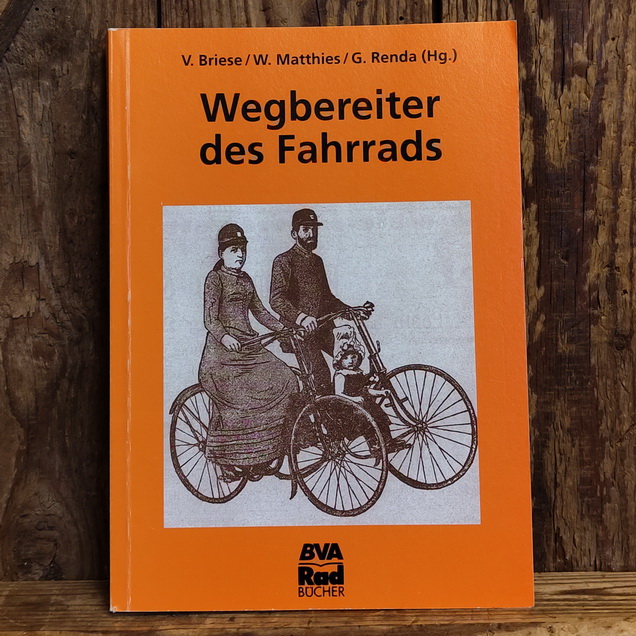 V. Briese/W. Matthies/G. Renda (Hg.)
Wegbereiter
des Fahrrads
BVA
Rad
BÜCHER